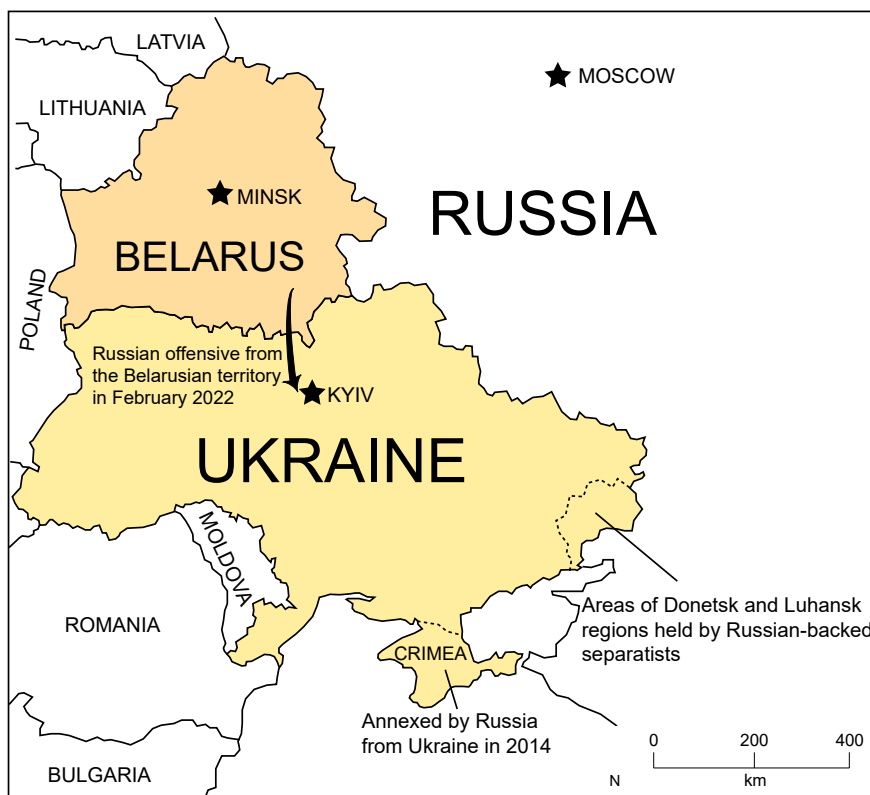 LATVIA
MOSCOW
LITHUANIA
MINSK
RUSSIA
BELARUS
POLAND
Russian offensive from
the Belarusian territory
in February 2022
KYIV
UKRAINE
MOLDOVA
Areas of Donetsk and Luhansk
regions held by Russian-backed
separatists
ROMANIA
CRIMEA
Annexed by Russia
from Ukraine in 2014
0 200 400
km
N
BULGARIA